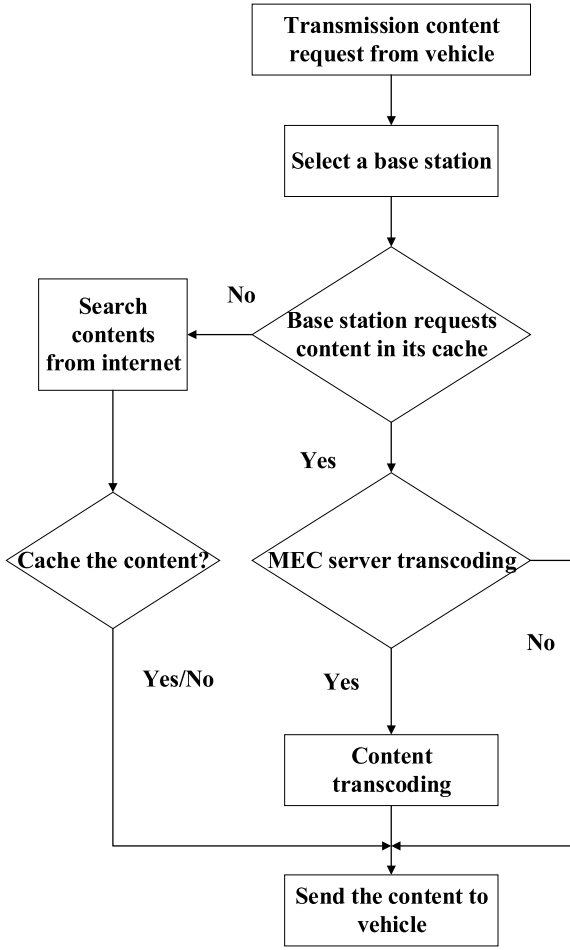 Transmission content
request from vehicle
Select a base station
No
Base station requests
content in its cache
Search
contents
from internet
Yes
Cache the content?
MEC server transcoding
No
Yes/No
Yes
Content
transcoding
Send the content to
vehicle